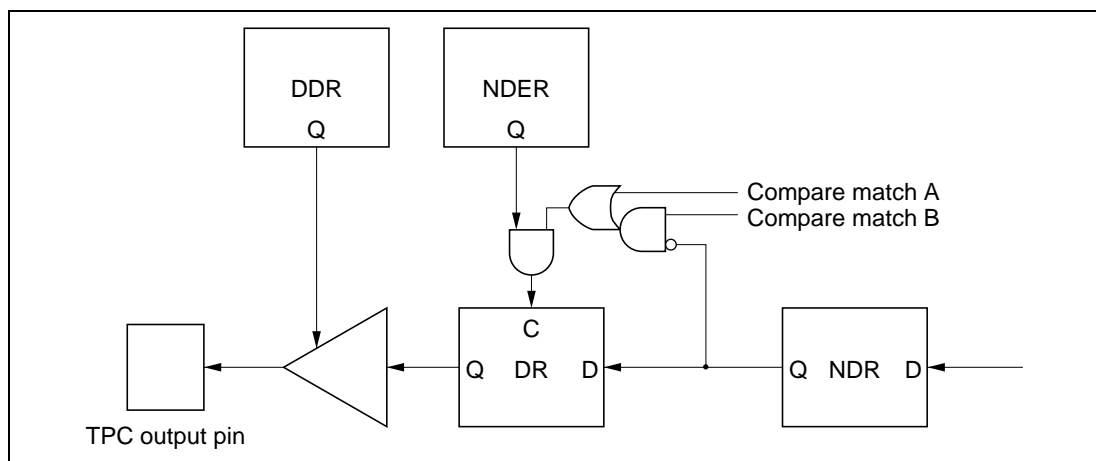 DDR
Q
NDER
Q
Compare match A
Compare match B
C
Q DR D
Q NDR D
TPC output pin